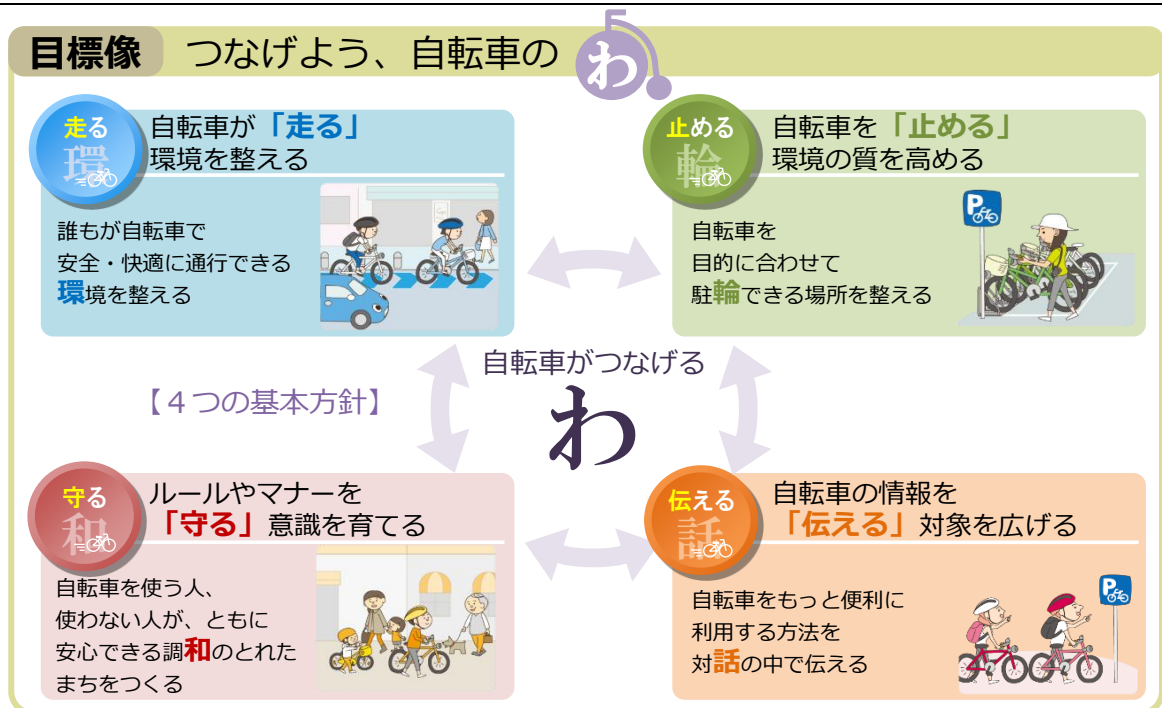 目標像 つなげよう、自転車の わ
走る
環
自転車が「走る」
環境を整える
誰もが自転車で
安全・快適に通行できる
環境を整える
止める
輪
自転車を「止める」
環境の質を高める
自転車を
目的に合わせて
駐輪できる場所を整える
P
自転車がつなげる
わ
【４つの基本方針】
守る
和
ルールやマナーを
「守る」意識を育てる
自転車を使う人、
使わない人が、ともに
安心できる調和のとれた
まちをつくる
伝える
話
自転車の情報を
「伝える」対象を広げる
自転車をもっと便利に
利用する方法を
対話の中で伝える
P